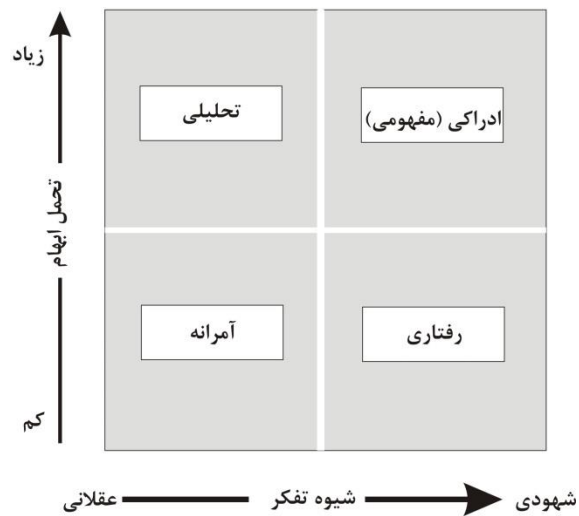 زیاد
تحمل ابهام
کم
تحلیلی
ادراکی (مفهومی)
آمرانه
رفتاری
عقلانی
شیوه تفکر
شهودی